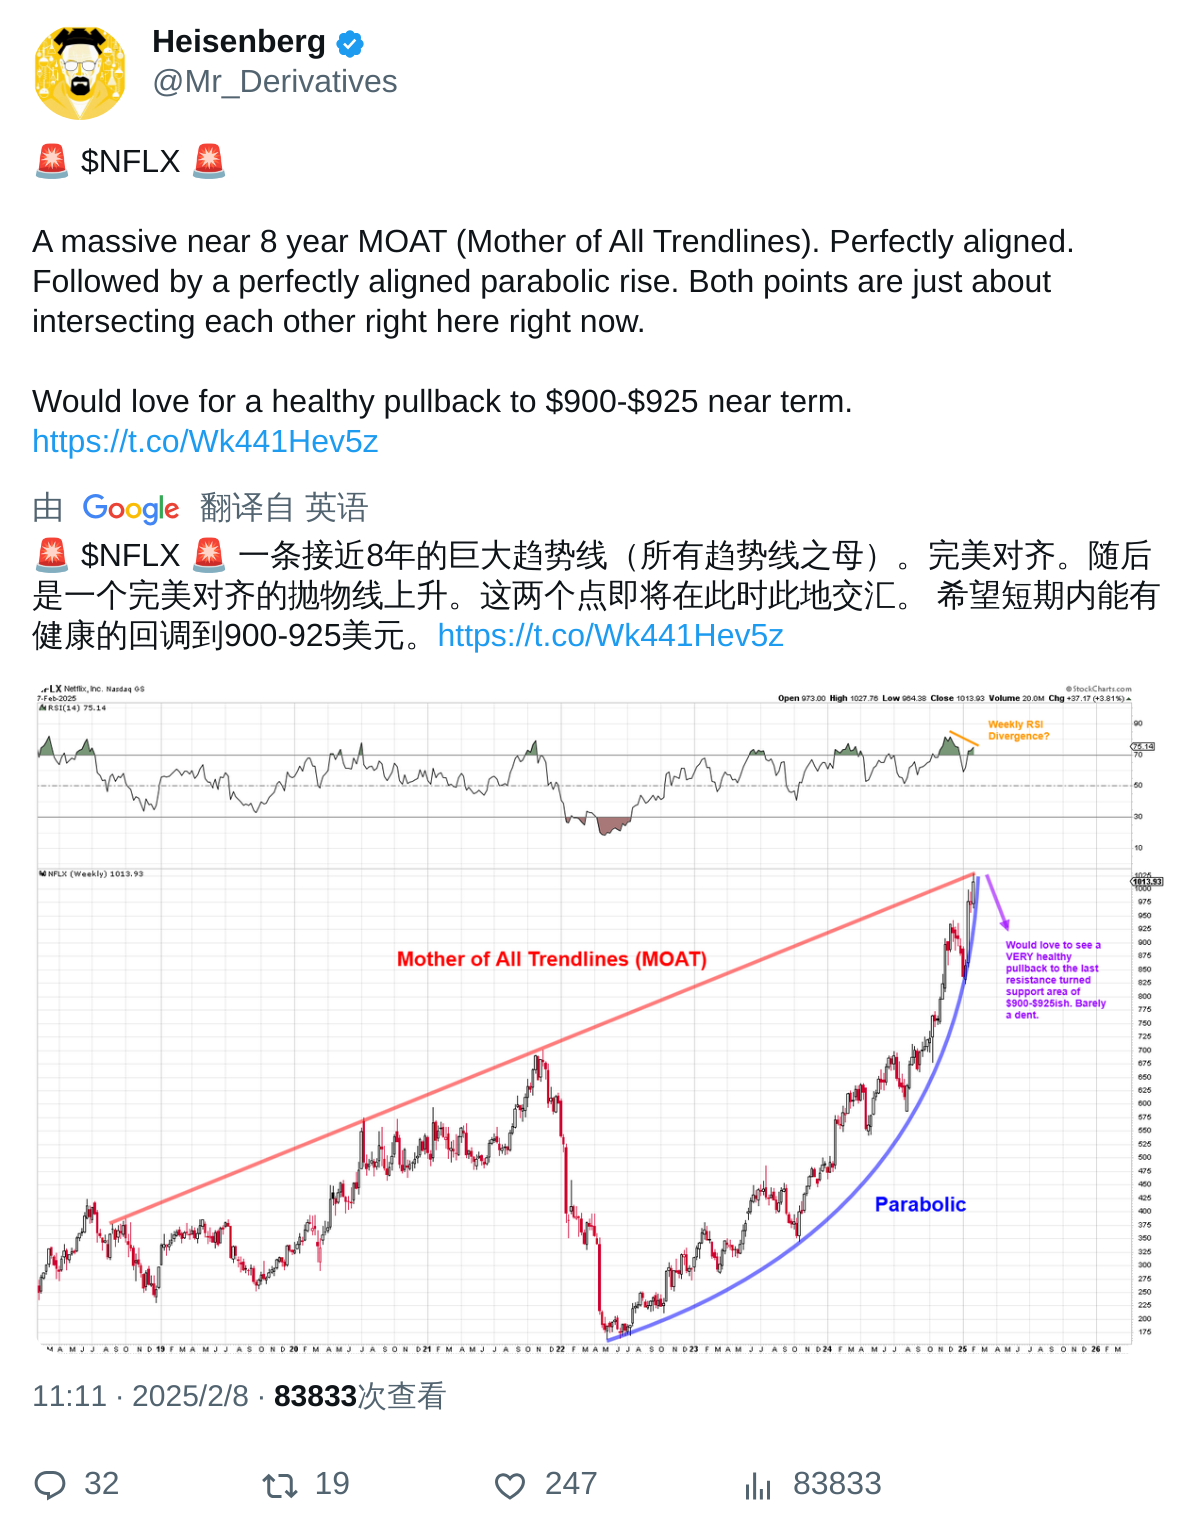 Heisenberg
@Mr_Derivatives
🚨 $NFLX 🚨
A massive near 8 year MOAT (Mother of All Trendlines). Perfectly aligned.
Followed by a perfectly aligned parabolic rise. Both points are just about
intersecting each other right here right now.
Would love for a healthy pullback to $900-$925 near term.
https://t.co/Wk441Hev5z
由 Google 翻译自 英语
🚨 $NFLX 🚨 一条接近8年的巨大趋势线（所有趋势线之母）。完美对齐。随后
是一个完美对齐的抛物线上升。这两个点即将在此时此地交汇。 希望短期内能有
健康的回调到900-925美元。https://t.co/Wk441Hev5z
FLX Netflix, Inc. Nasdaq GS
© StockCharts.com
7-Feb-2025
Open 973.00 High 1027.76 Low 964.38 Close 1013.93 Volume 20.0M Chg +37.17 (+3.81%)
RSI(14) 75.14
Weekly RSI
Divergence?
90
75.14
70
50
30
10
NFLX (Weekly) 1013.93
1025
1013.93
1000
975
950
925
900
875
850
825
800
775
750
725
700
675
650
625
600
575
550
525
500
475
450
425
400
375
350
325
300
275
250
225
200
175
Mother of All Trendlines (MOAT)
Would love to see a
VERY healthy
pullback to the last
resistance turned
support area of
$900-$925ish. Barely
a dent.
Parabolic
A M J J A S O N D 19 F M A M J J A S O N D 20 F M A M J J A S O N D 21 F M A M J J A S O N D 22 F M A M J J A S O N D 23 F M A M J J A S O N D 24 F M A M J J A S O N D 25 F M A M J J A S O N D 26 F M
11:11 · 2025/2/8 · 83833次查看
32 19 247 83833